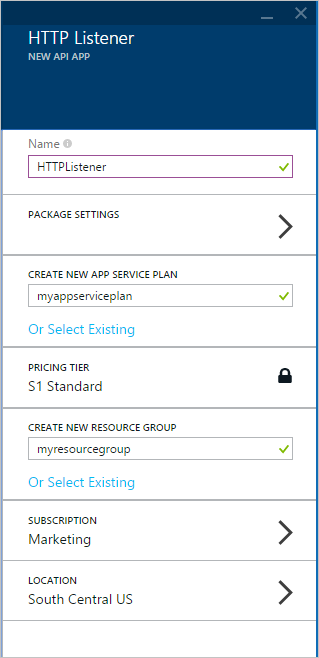 HTTP Listener
NEW API APP
Name
HTTPListener
PACKAGE SETTINGS
CREATE NEW APP SERVICE PLAN
myappserviceplan
Or Select Existing
PRICING TIER
S1 Standard
CREATE NEW RESOURCE GROUP
myresourcegroup
Or Select Existing
SUBSCRIPTION
Marketing
LOCATION
South Central US